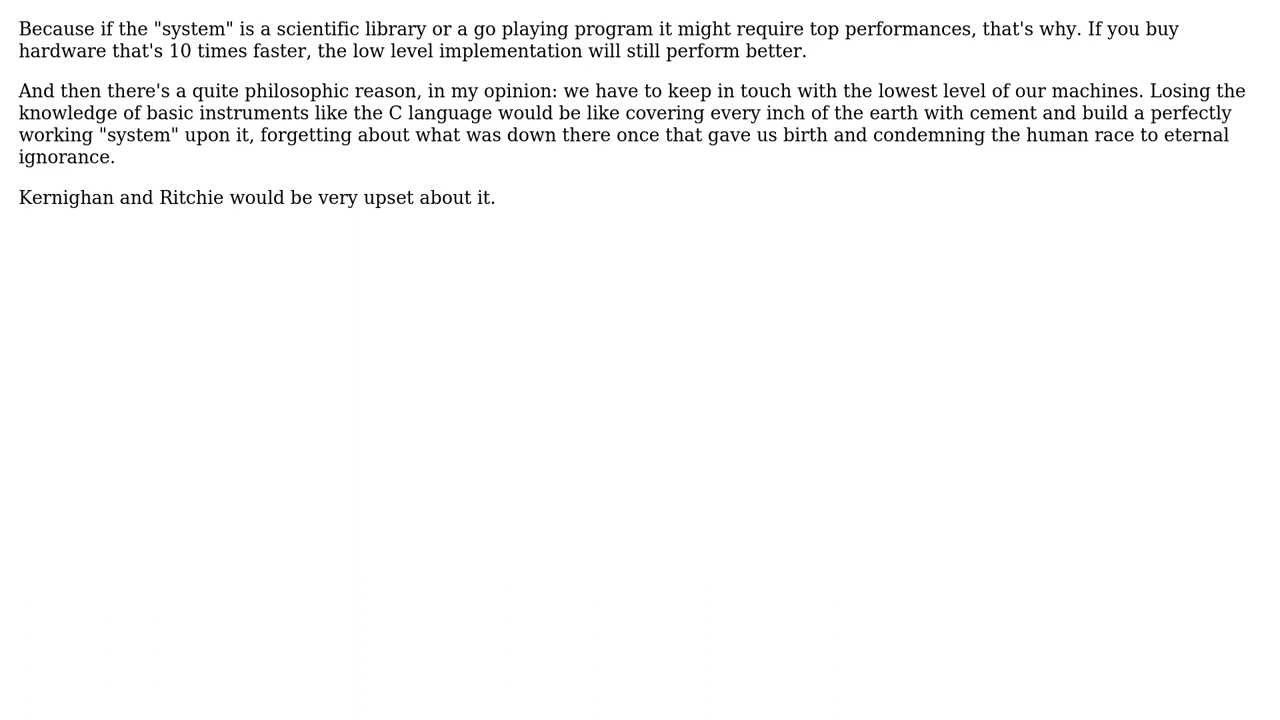 Because if the "system" is a scientific library or a go playing program it might require top performances, that's why. If you buy
hardware that's 10 times faster, the low level implementation will still perform better.
And then there's a quite philosophic reason, in my opinion: we have to keep in touch with the lowest level of our machines. Losing the
knowledge of basic instruments like the C language would be like covering every inch of the earth with cement and build a perfectly
working "system" upon it, forgetting about what was down there once that gave us birth and condemning the human race to eternal
ignorance.
Kernighan and Ritchie would be very upset about it.